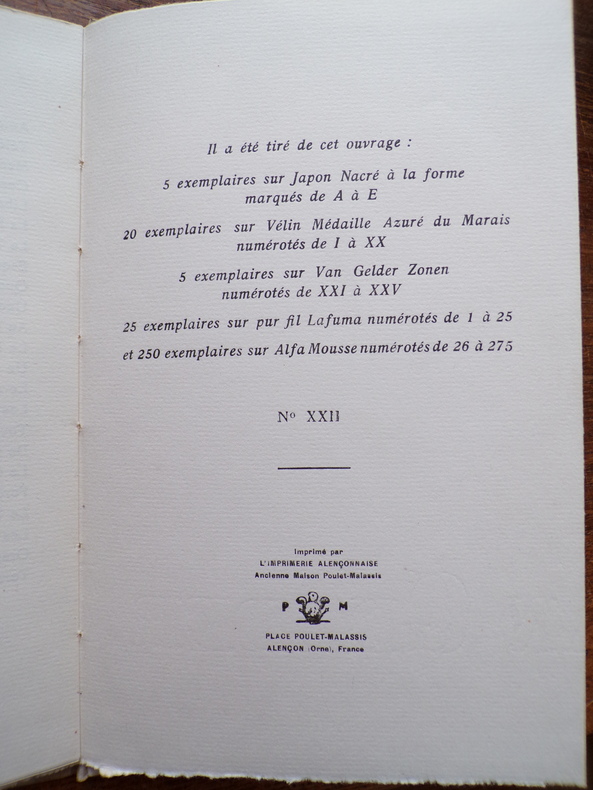 Il a été tiré de cet ouvrage :
5 exemplaires sur Japon Nacré à la forme
marqués de A à E
20 exemplaires sur Vélin Médaille Azuré du Marais
numérotés de I à XX
5 exemplaires sur Van Gelder Zonen
numérotés de XXI à XXV
25 exemplaires sur pur fil Lafuma numérotés de 1 à 25
et 250 exemplaires sur Alfa Mousse numérotés de 26 à 275
No XXII
Imprimé par
L'IMPRIMERIE ALENÇONNAISE
Ancienne Maison Poulet-Malassis
P M
PLACE POULET-MALASSIS
ALENÇON (Orne), France